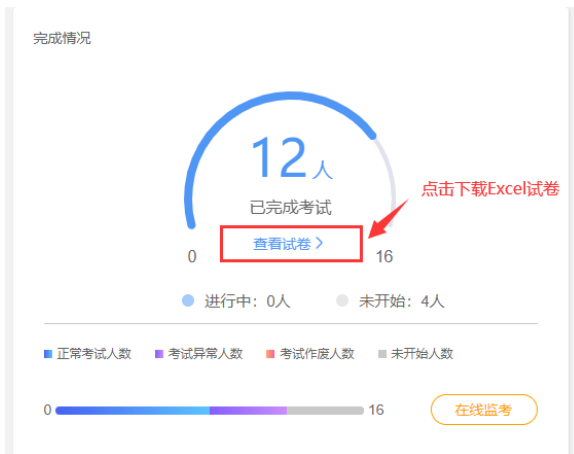 完成情况
12人
已完成考试
点击下载Excel试卷
查看试卷 >
0
16
进行中：0人
未开始：4人
正常考试人数
考试异常人数
考试作废人数
未开始人数
0
16
在线监考